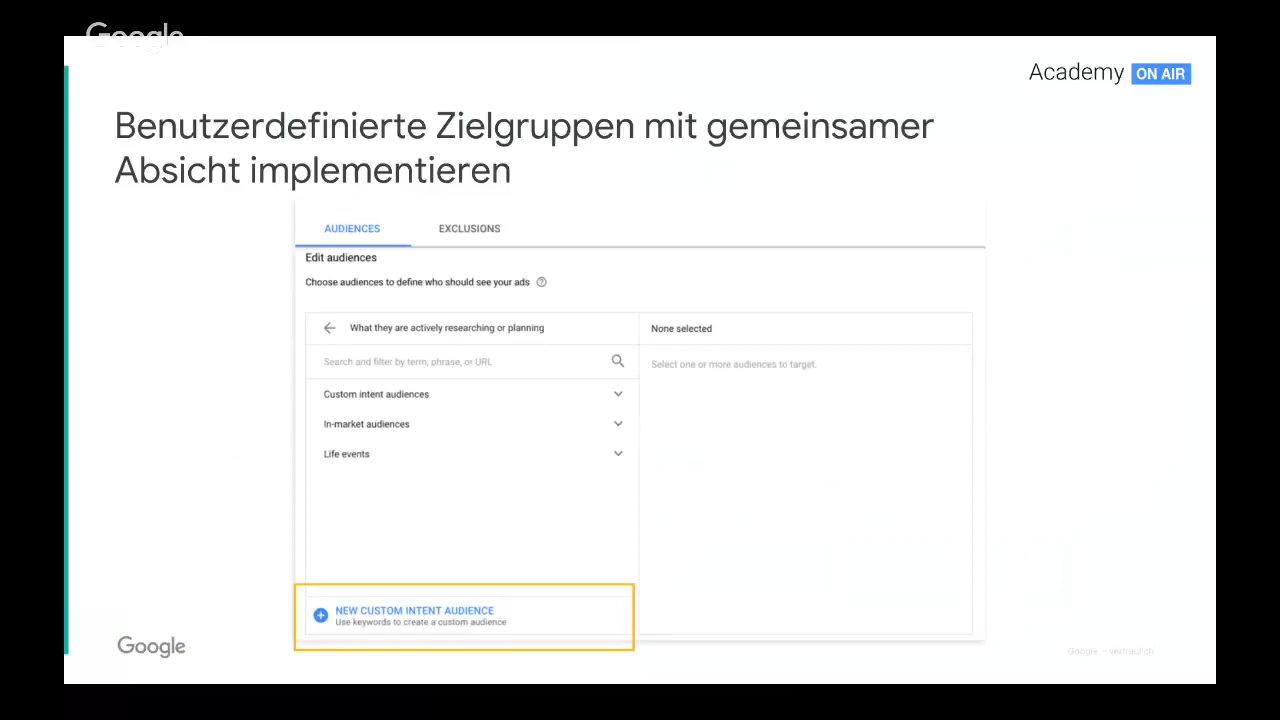 Google
Academy ON AIR
Benutzerdefinierte Zielgruppen mit gemeinsamer
Absicht implementieren
AUDIENCES EXCLUSIONS
Edit audiences
Choose audiences to define who should see your ads
What they are actively researching or planning
None selected
Search and filter by term, phrase, or URL
Select one or more audiences to target.
Custom intent audiences
In-market audiences
Life events
NEW CUSTOM INTENT AUDIENCE
Use keywords to create a custom audience
Google
Google - vertraulich